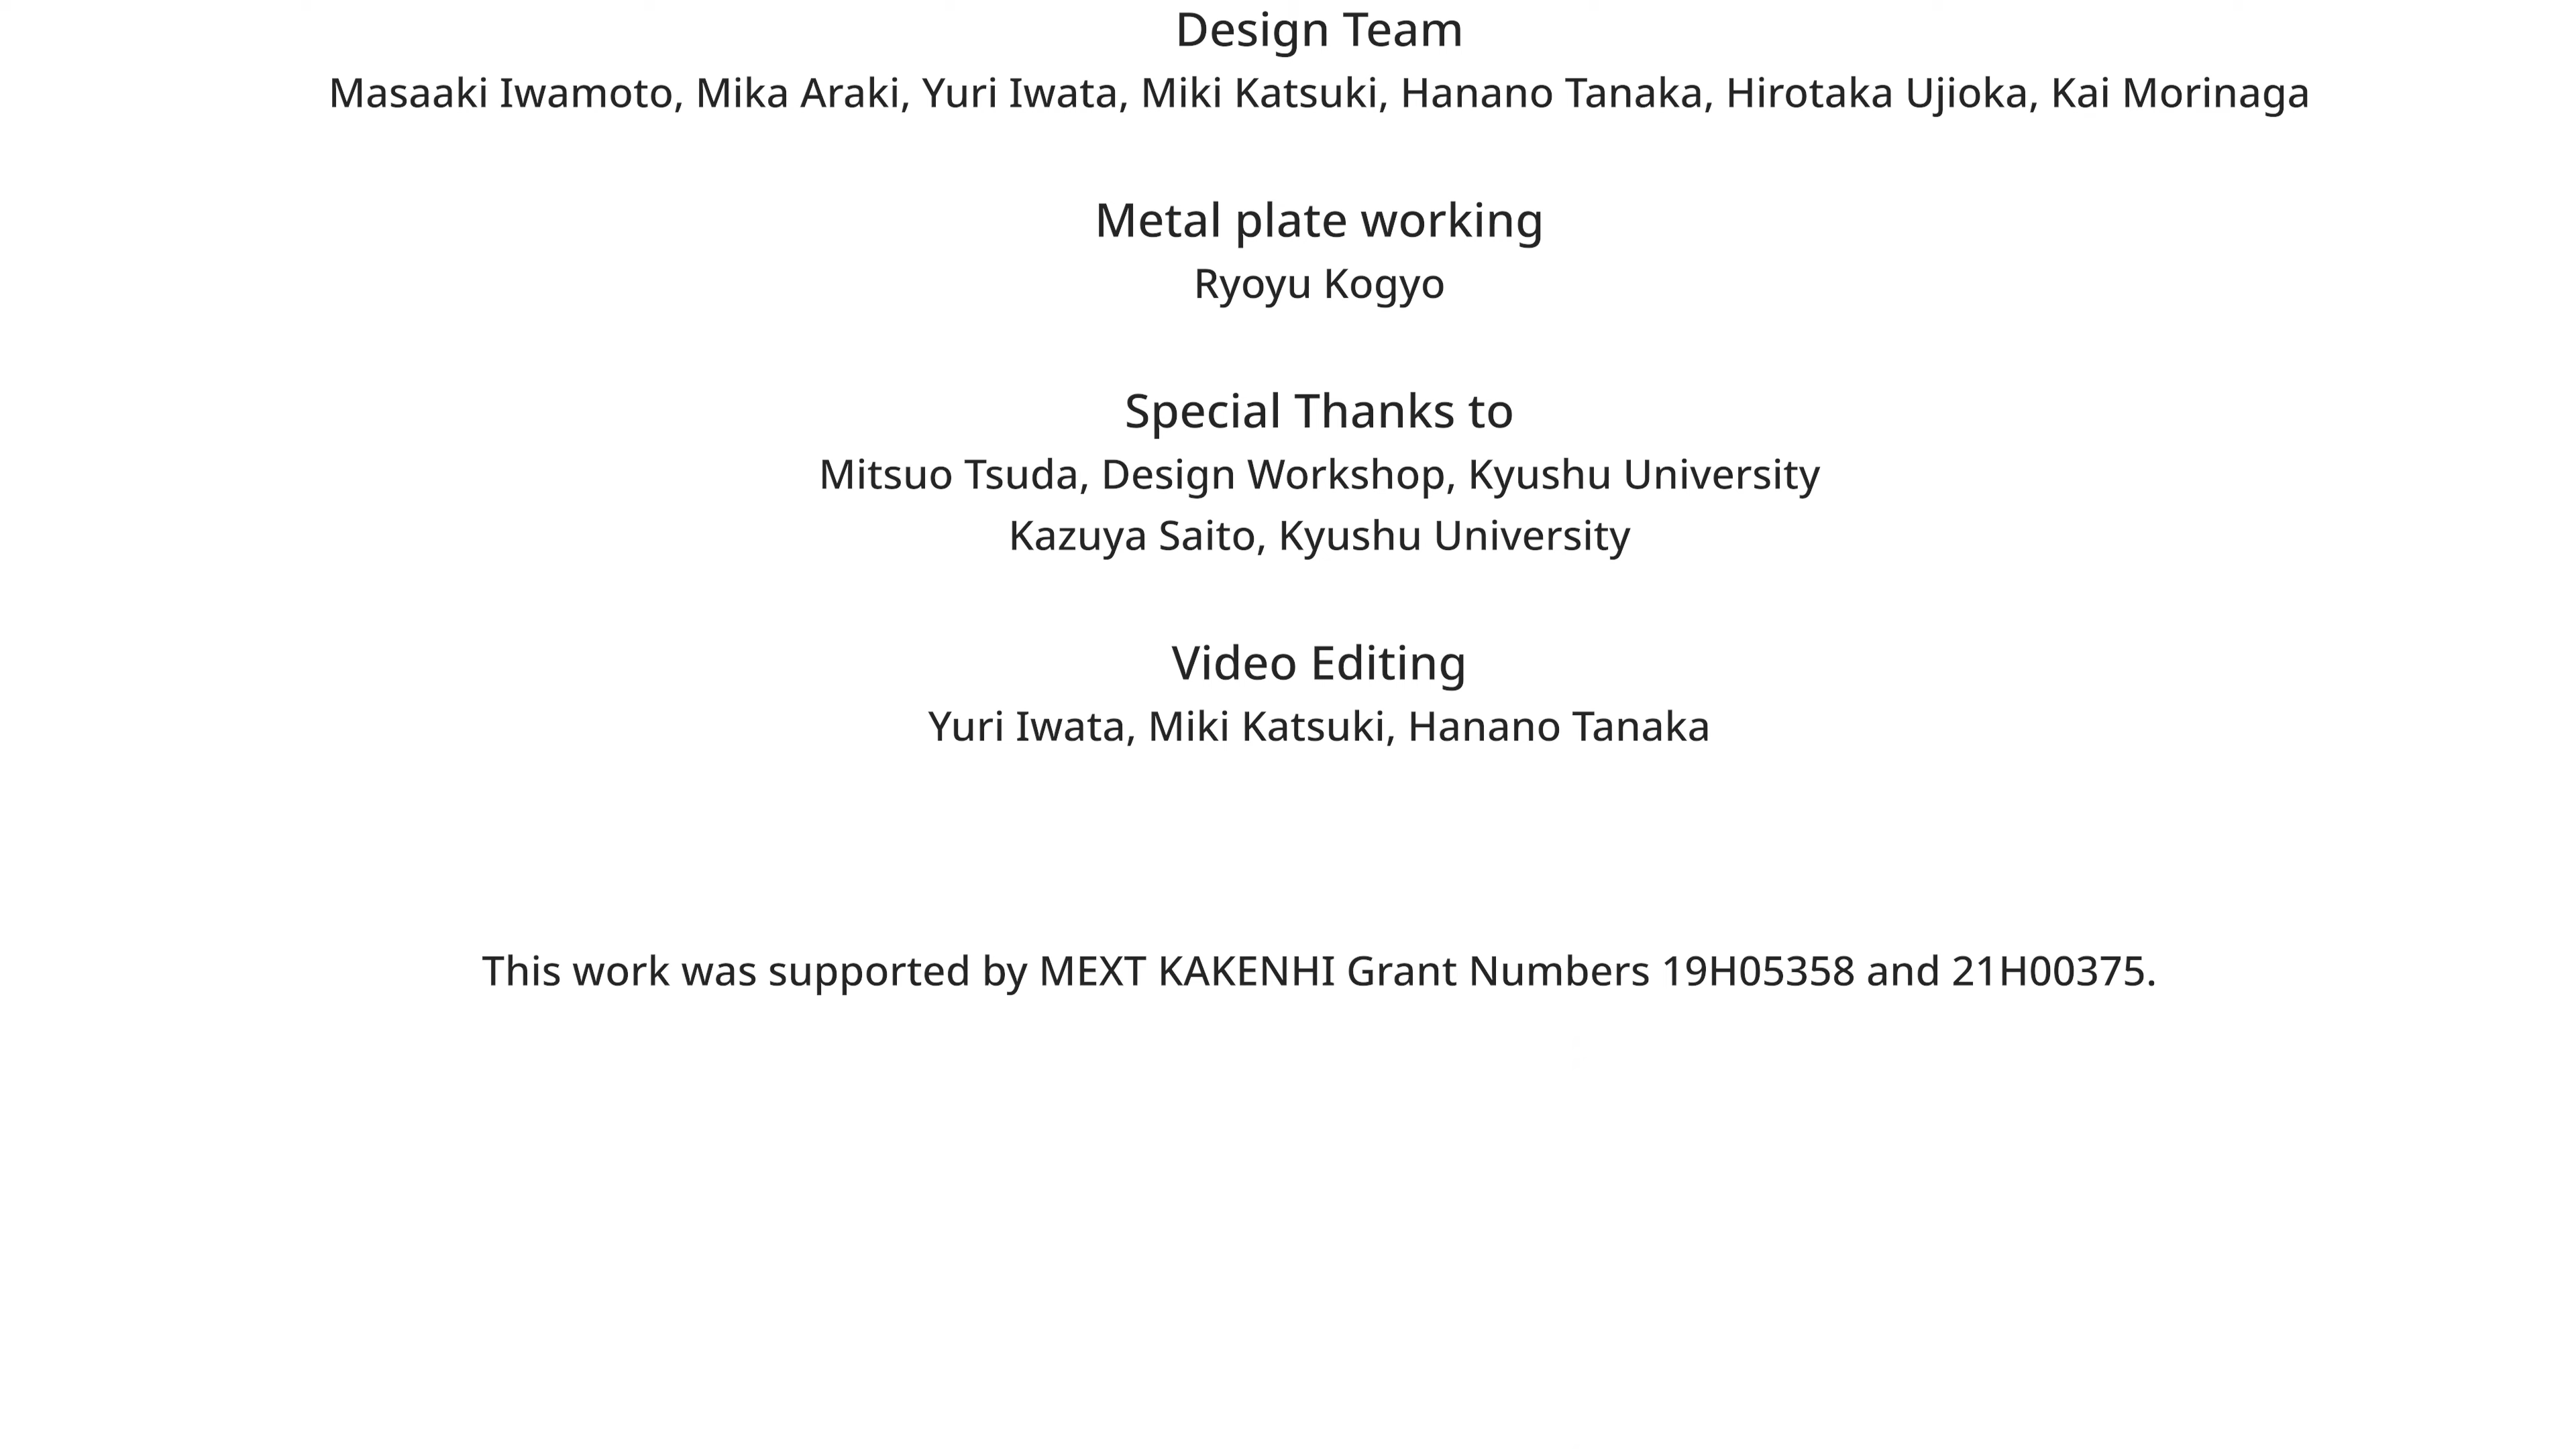 Design Team
Masaaki Iwamoto, Mika Araki, Yuri Iwata, Miki Katsuki, Hanano Tanaka, Hirotaka Ujioka, Kai Morinaga
Metal plate working
Ryoyu Kogyo
Special Thanks to
Mitsuo Tsuda, Design Workshop, Kyushu University
Kazuya Saito, Kyushu University
Video Editing
Yuri Iwata, Miki Katsuki, Hanano Tanaka
This work was supported by MEXT KAKENHI Grant Numbers 19H05358 and 21H00375.